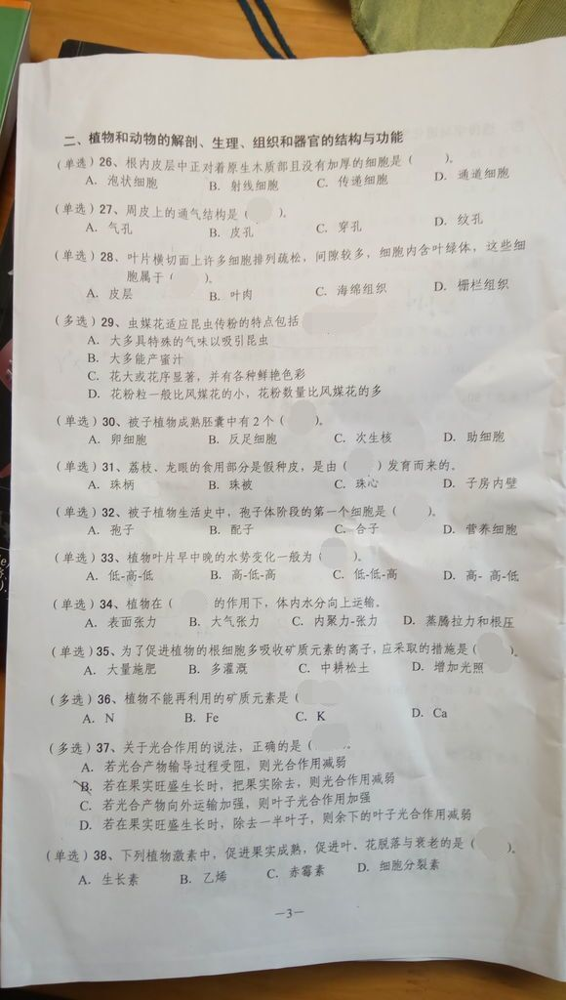 二、植物和动物的解剖、生理、组织和器官的结构与功能
(单选) 26、根内皮层中正对着原生木质部且没有加厚的细胞是 ( )。
A. 泡状细胞 B. 射线细胞 C. 传递细胞 D. 通道细胞
(单选) 27、周皮上的通气结构是 ( )。
A. 气孔 B. 皮孔 C. 穿孔 D. 纹孔
(单选) 28、叶片横切面上许多细胞排列疏松，间隙较多，细胞内含叶绿体，这些细
胞属于 ( )。
A. 皮层 B. 叶肉 C. 海绵组织 D. 栅栏组织
(多选) 29、虫媒花适应昆虫传粉的特点包括
A. 大多具特殊的气味以吸引昆虫
B. 大多能产蜜汁
C. 花大或花序显著，并有各种鲜艳色彩
D. 花粉粒一般比风媒花的小，花粉数量比风媒花的多
(单选) 30、被子植物成熟胚囊中有 2 个 ( )。
A. 卵细胞 B. 反足细胞 C. 次生核 D. 助细胞
(单选) 31、荔枝、龙眼的食用部分是假种皮，是由 ( ) 发育而来的。
A. 珠柄 B. 珠被 C. 珠心 D. 子房内壁
(单选) 32、被子植物生活史中，孢子体阶段的第一个细胞是 ( )。
A. 孢子 B. 配子 C. 合子 D. 营养细胞
(单选) 33、植物叶片早中晚的水势变化一般为 ( )。
A. 低-高-低 B. 高-低-高 C. 低-低-高 D. 高- 高-低
(单选) 34、植物在 ( 的作用下，体内水分向上运输。
A. 表面张力 B. 大气张力 C. 内聚力-张力 D. 蒸腾拉力和根压
(单选) 35、为了促进植物的根细胞多吸收矿质元素的离子，应采取的措施是 ( )。
A. 大量施肥 B. 多灌溉 C. 中耕松土 D. 增加光照
(多选) 36、植物不能再利用的矿质元素是 (
A. N B. Fe C. K D. Ca
(多选) 37、关于光合作用的说法，正确的是 ( )。
A. 若光合产物输导过程受阻，则光合作用减弱
B. 若在果实旺盛生长时，把果实除去，则光合作用减弱
C. 若光合产物向外运输加强，则叶子光合作用加强
D. 若在果实旺盛生长时，除去一半叶子，则余下的叶子光合作用减弱
(单选) 38、下列植物激素中，促进果实成熟，促进叶、花脱落与衰老的是 ( )。
A. 生长素 B. 乙烯 C. 赤霉素 D. 细胞分裂素
—3—